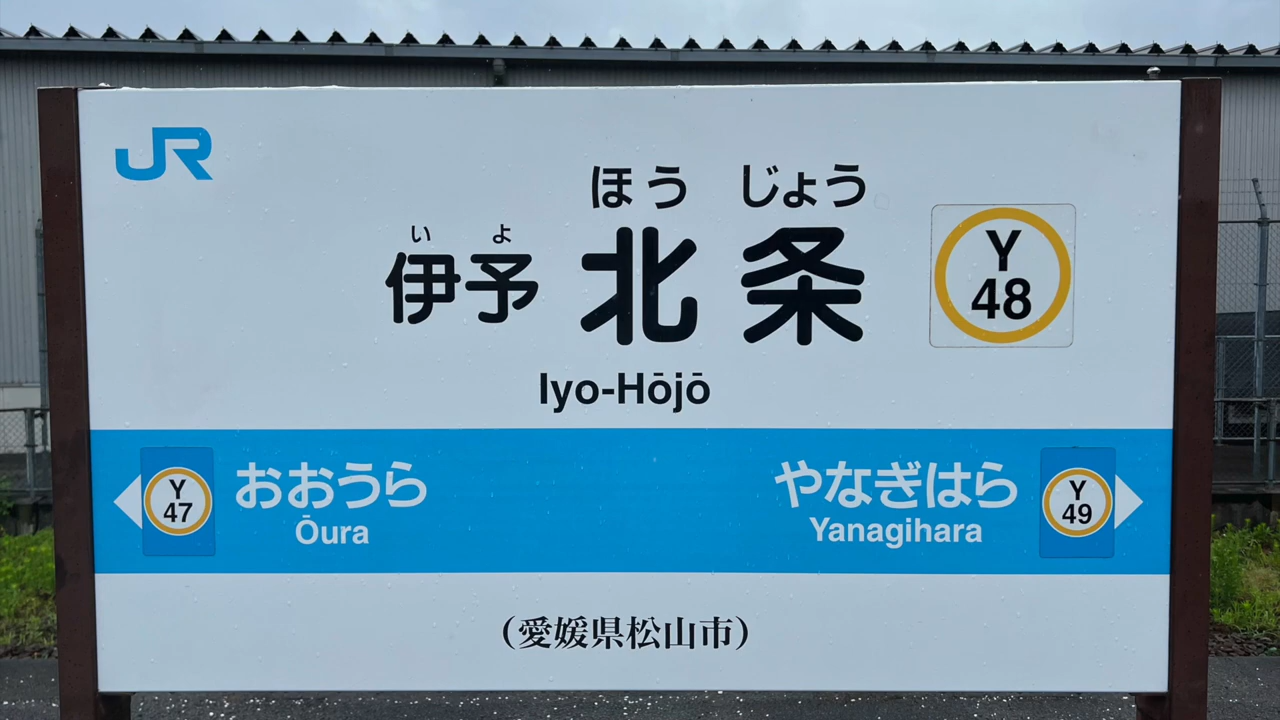 JR
ほう じょう
い よ
伊予 北条
Y
48
Iyo-Hōjō
Y
47
おおうら
Ōura
やなぎはら
Yanagihara
Y
49
(愛媛県松山市)